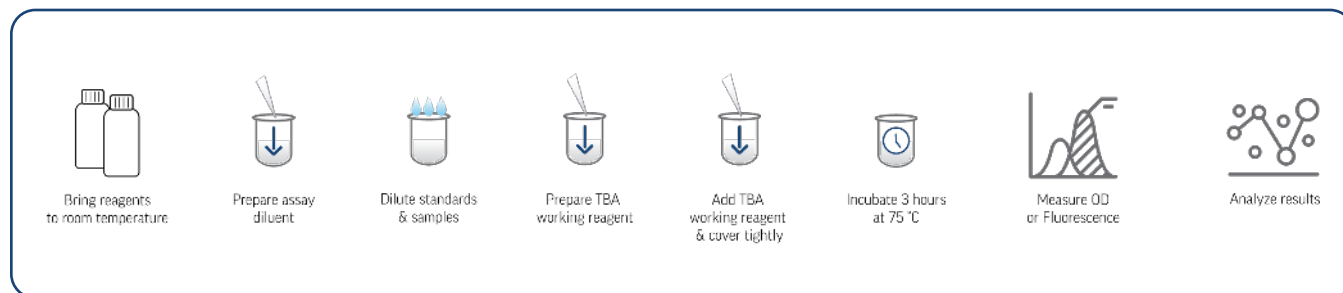 Bring reagents
to room temperature
Prepare assay
diluent
Dilute standards
& samples
Prepare TBA
working reagent
Add TBA
working reagent
& cover tightly
Incubate 3 hours
at 75 °C
Measure OD
or Fluorescence
Analyze results